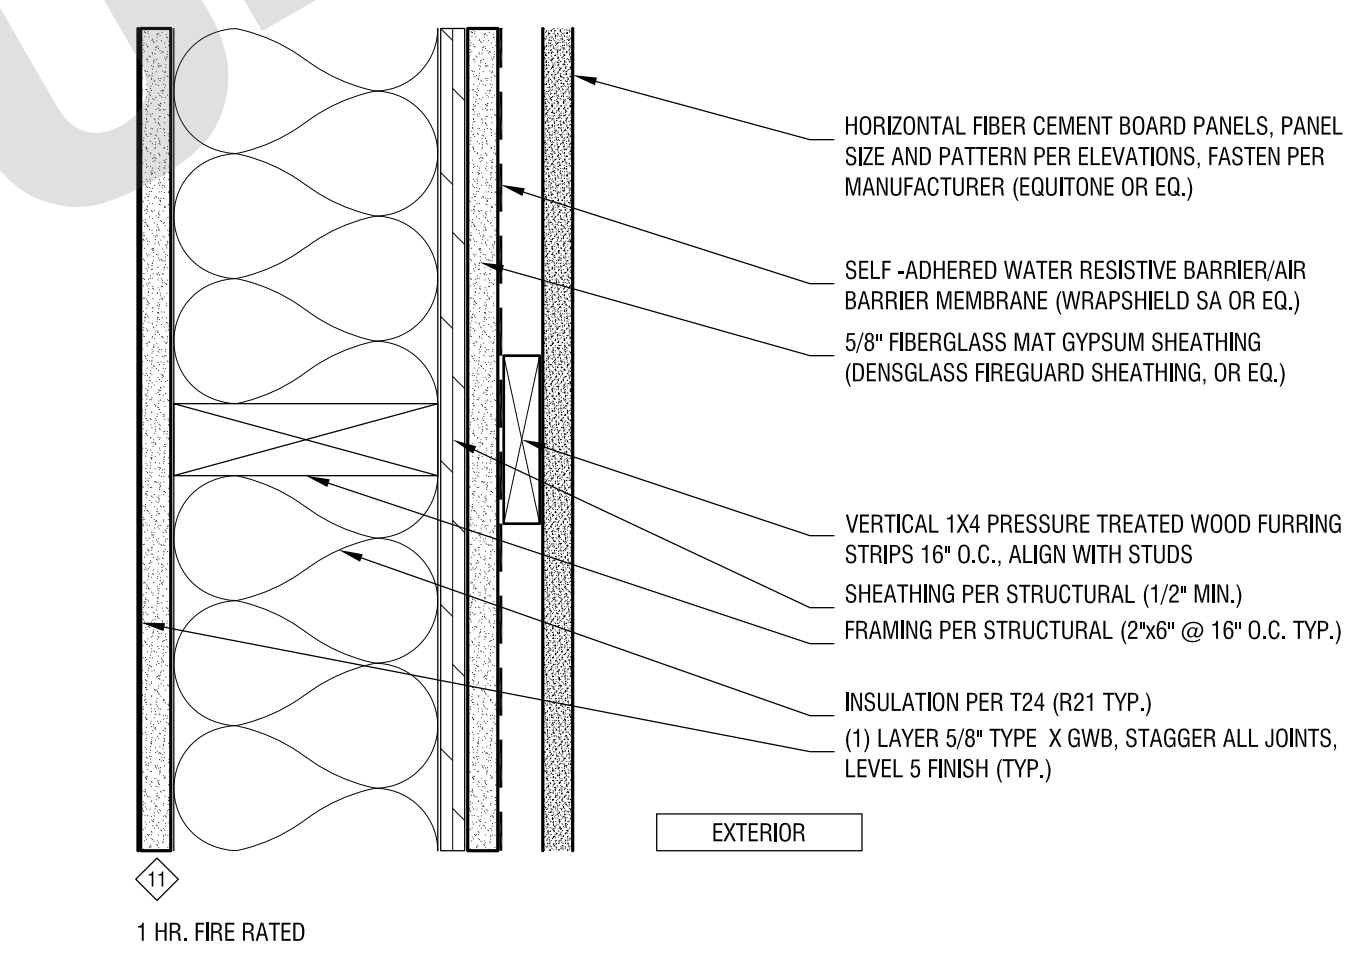 HORIZONTAL FIBER CEMENT BOARD PANELS, PANEL
SIZE AND PATTERN PER ELEVATIONS, FASTEN PER
MANUFACTURER (EQUITONE OR EQ.)
SELF -ADHERED WATER RESISTIVE BARRIER/AIR
BARRIER MEMBRANE (WRAPSHIELD SA OR EQ.)
5/8" FIBERGLASS MAT GYPSUM SHEATHING
(DENSGLASS FIREGUARD SHEATHING, OR EQ.)
VERTICAL 1X4 PRESSURE TREATED WOOD FURRING
STRIPS 16" O.C., ALIGN WITH STUDS
SHEATHING PER STRUCTURAL (1/2" MIN.)
FRAMING PER STRUCTURAL (2"x6" @ 16" O.C. TYP.)
INSULATION PER T24 (R21 TYP.)
(1) LAYER 5/8" TYPE X GWB, STAGGER ALL JOINTS,
LEVEL 5 FINISH (TYP.)
EXTERIOR
11
1 HR. FIRE RATED